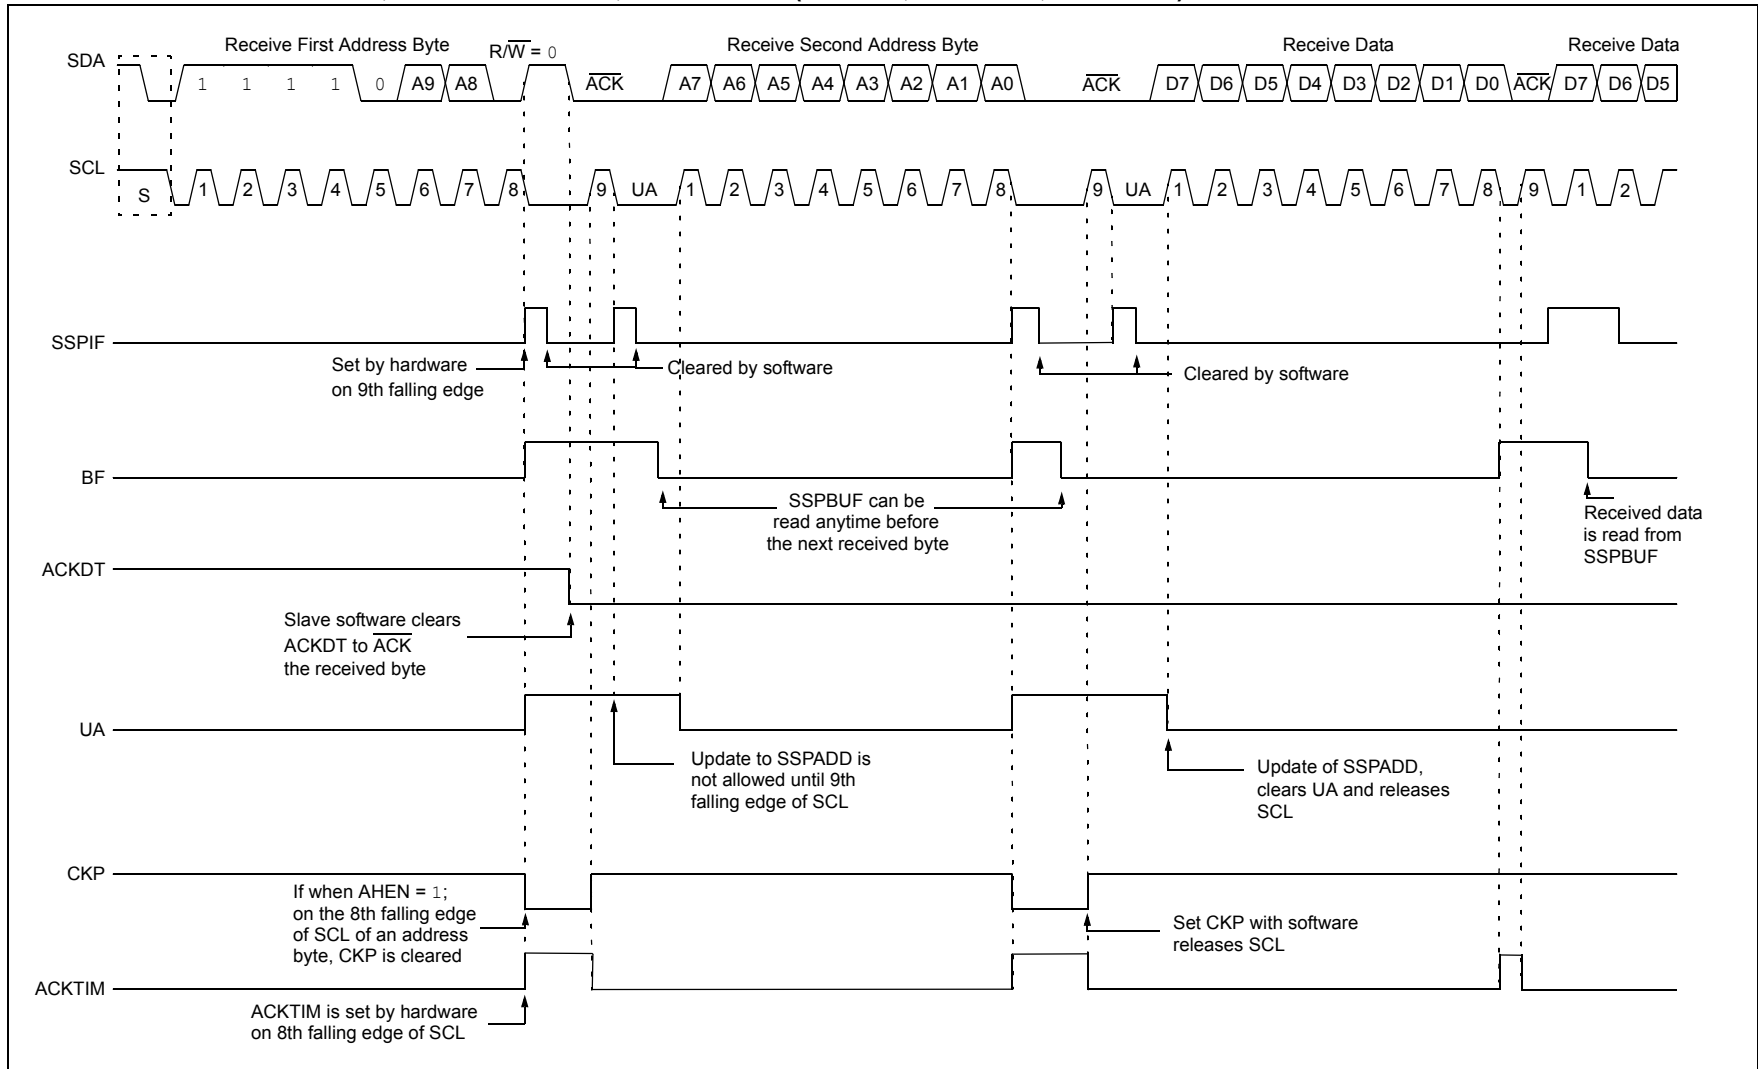 Receive First Address Byte
R/W = 0
Receive Second Address Byte
Receive Data
Receive Data
SDA
1 1 1 1 0 A9 A8
ACK
A7 A6 A5 A4 A3 A2 A1 A0
ACK
D7 D6 D5 D4 D3 D2 D1 D0
ACK
D7 D6 D5
SCL
S
1 2 3 4 5 6 7 8 9 UA 1 2 3 4 5 6 7 8 9 UA 1 2 3 4 5 6 7 8 9 1 2
SSPIF
Set by hardware
on 9th falling edge
Cleared by software
Cleared by software
BF
SSPBUF can be
read anytime before
the next received byte
Received data
is read from
SSPBUF
ACKDT
Slave software clears
ACKDT to ACK
the received byte
UA
Update to SSPADD is
not allowed until 9th
falling edge of SCL
Update of SSPADD,
clears UA and releases
SCL
CKP
If when AHEN = 1;
on the 8th falling edge
of SCL of an address
byte, CKP is cleared
Set CKP with software
releases SCL
ACKTIM
ACKTIM is set by hardware
on 8th falling edge of SCL